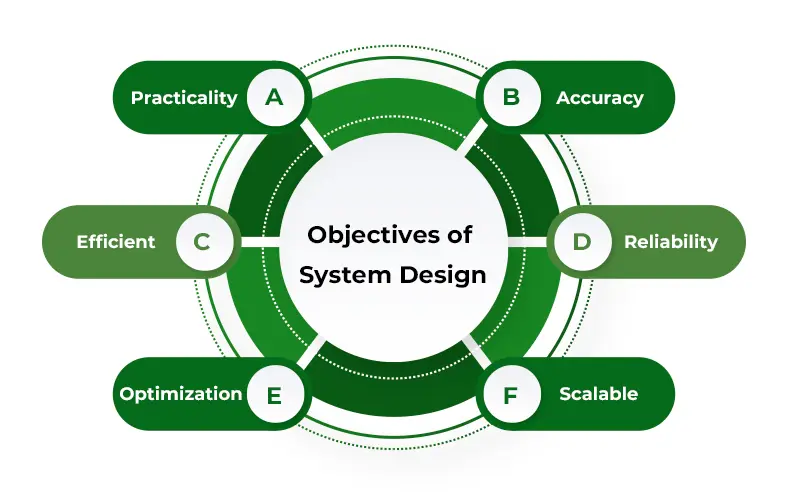 Practicality A
B Accuracy
Efficient C
Objectives of
System Design
D Reliability
Optimization E
F Scalable